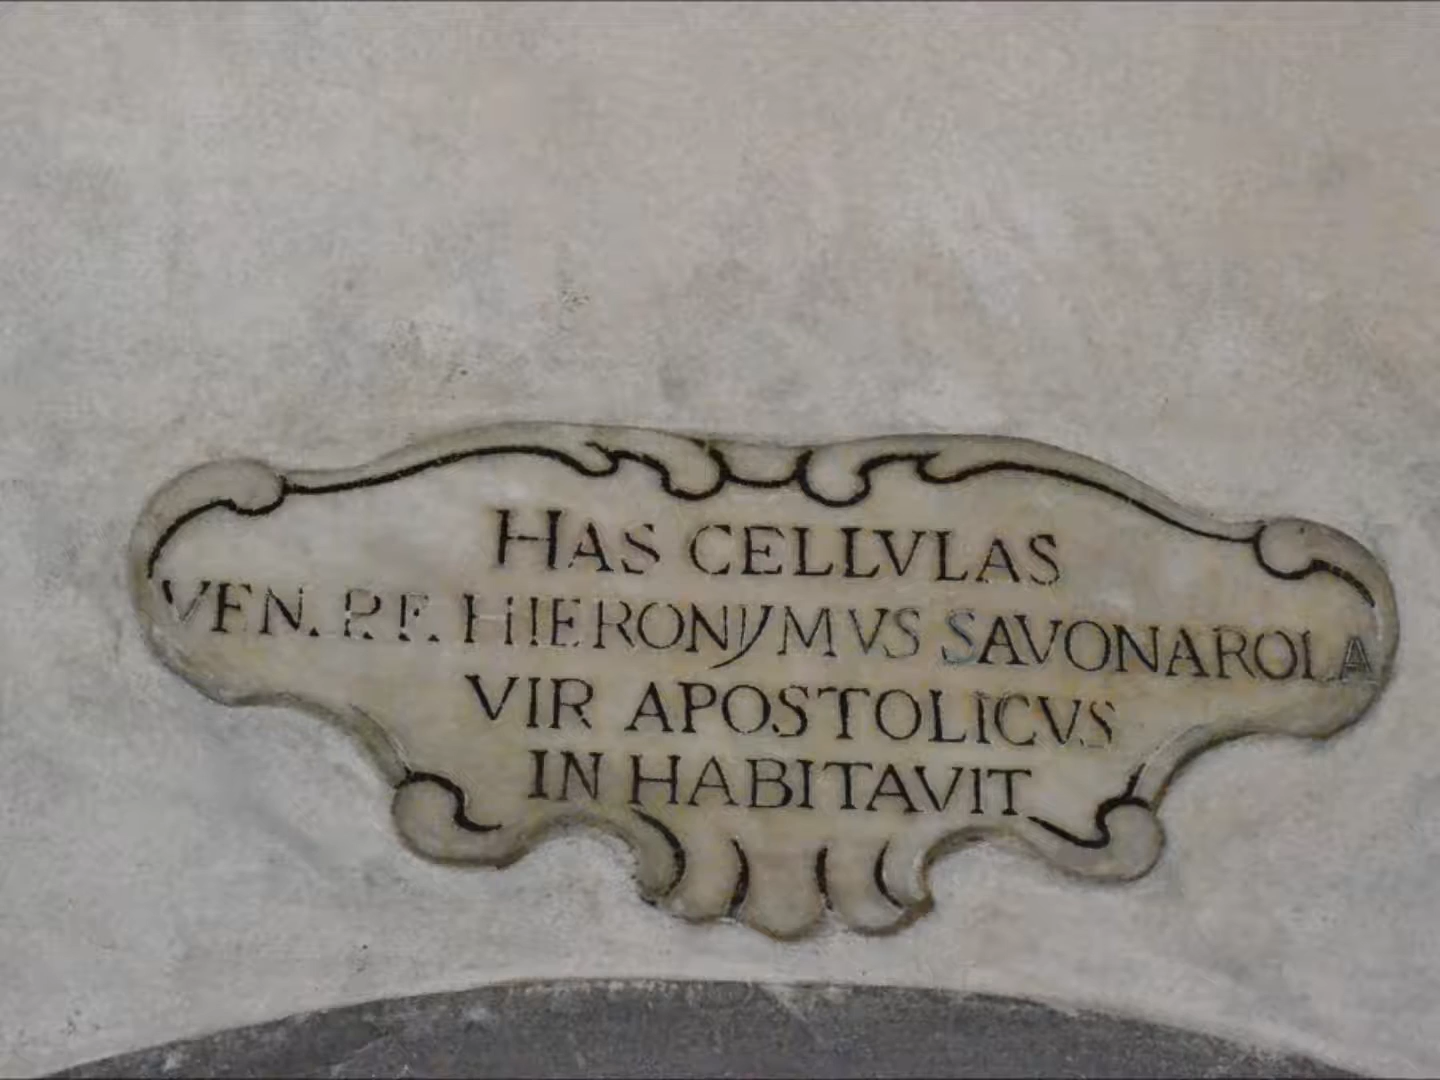 HAS CELLVLAS
VEN. P. F. HIERONYMVS SAVONAROLA
VIR APOSTOLICVS
IN HABITAVIT